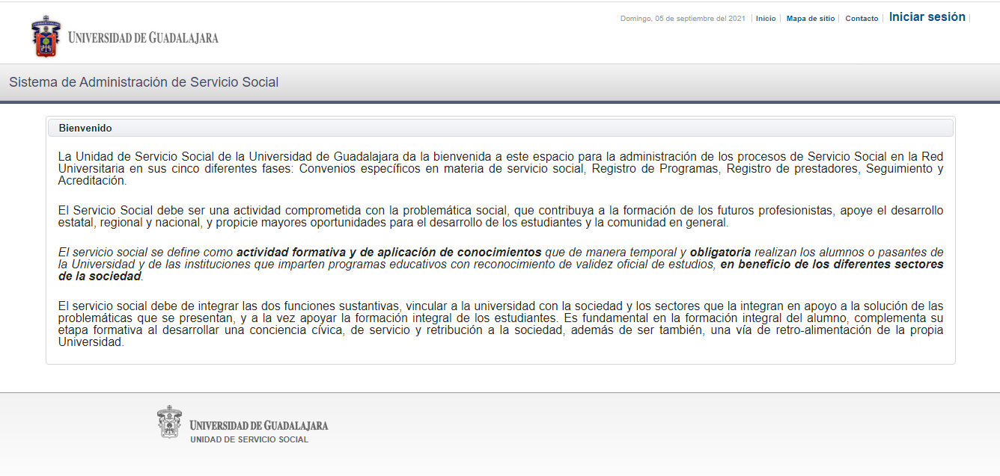 Domingo, 05 de septiembre del 2021 | Inicio | Mapa de sitio | Contacto | Iniciar sesión |
UNIVERSIDAD DE GUADALAJARA
Sistema de Administración de Servicio Social
Bienvenido
La Unidad de Servicio Social de la Universidad de Guadalajara da la bienvenida a este espacio para la administración de los procesos de Servicio Social en la Red
Universitaria en sus cinco diferentes fases: Convenios específicos en materia de servicio social, Registro de Programas, Registro de prestadores, Seguimiento y
Acreditación.
El Servicio Social debe ser una actividad comprometida con la problemática social, que contribuya a la formación de los futuros profesionistas, apoye el desarrollo
estatal, regional y nacional, y propicie mayores oportunidades para el desarrollo de los estudiantes y la comunidad en general.
El servicio social se define como actividad formativa y de aplicación de conocimientos que de manera temporal y obligatoria realizan los alumnos o pasantes de
la Universidad y de las instituciones que imparten programas educativos con reconocimiento de validez oficial de estudios, en beneficio de los diferentes sectores
de la sociedad.
El servicio social debe de integrar las dos funciones sustantivas, vincular a la universidad con la sociedad y los sectores que la integran en apoyo a la solución de las
problemáticas que se presentan, y a la vez apoyar la formación integral de los estudiantes. Es fundamental en la formación integral del alumno, complementa su
etapa formativa al desarrollar una conciencia cívica, de servicio y retribución a la sociedad, además de ser también, una vía de retro-alimentación de la propia
Universidad.
UNIVERSIDAD DE GUADALAJARA
UNIDAD DE SERVICIO SOCIAL